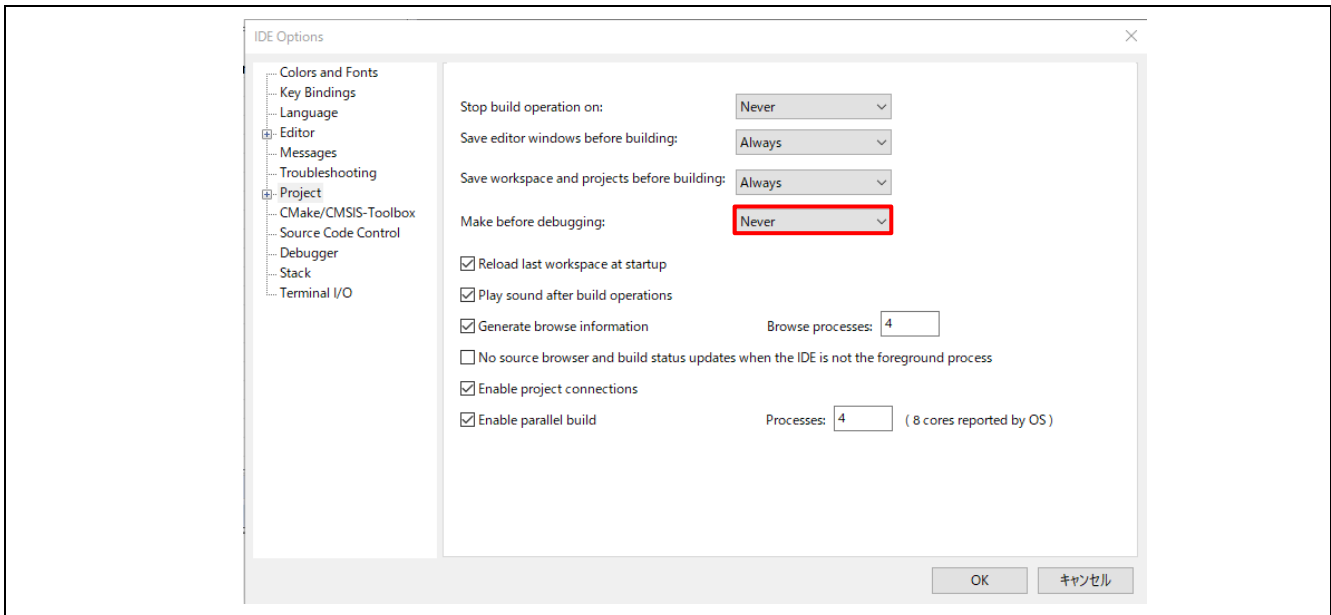 IDE Options
Colors and Fonts
Key Bindings
Language
Editor
Messages
Troubleshooting
Project
CMake/CMSIS-Toolbox
Source Code Control
Debugger
Stack
Terminal I/O
Stop build operation on: Never
Save editor windows before building: Always
Save workspace and projects before building: Always
Make before debugging: Never
Reload last workspace at startup
Play sound after build operations
Generate browse information Browse processes: 4
No source browser and build status updates when the IDE is not the foreground process
Enable project connections
Enable parallel build Processes: 4 ( 8 cores reported by OS )
OK キャンセル